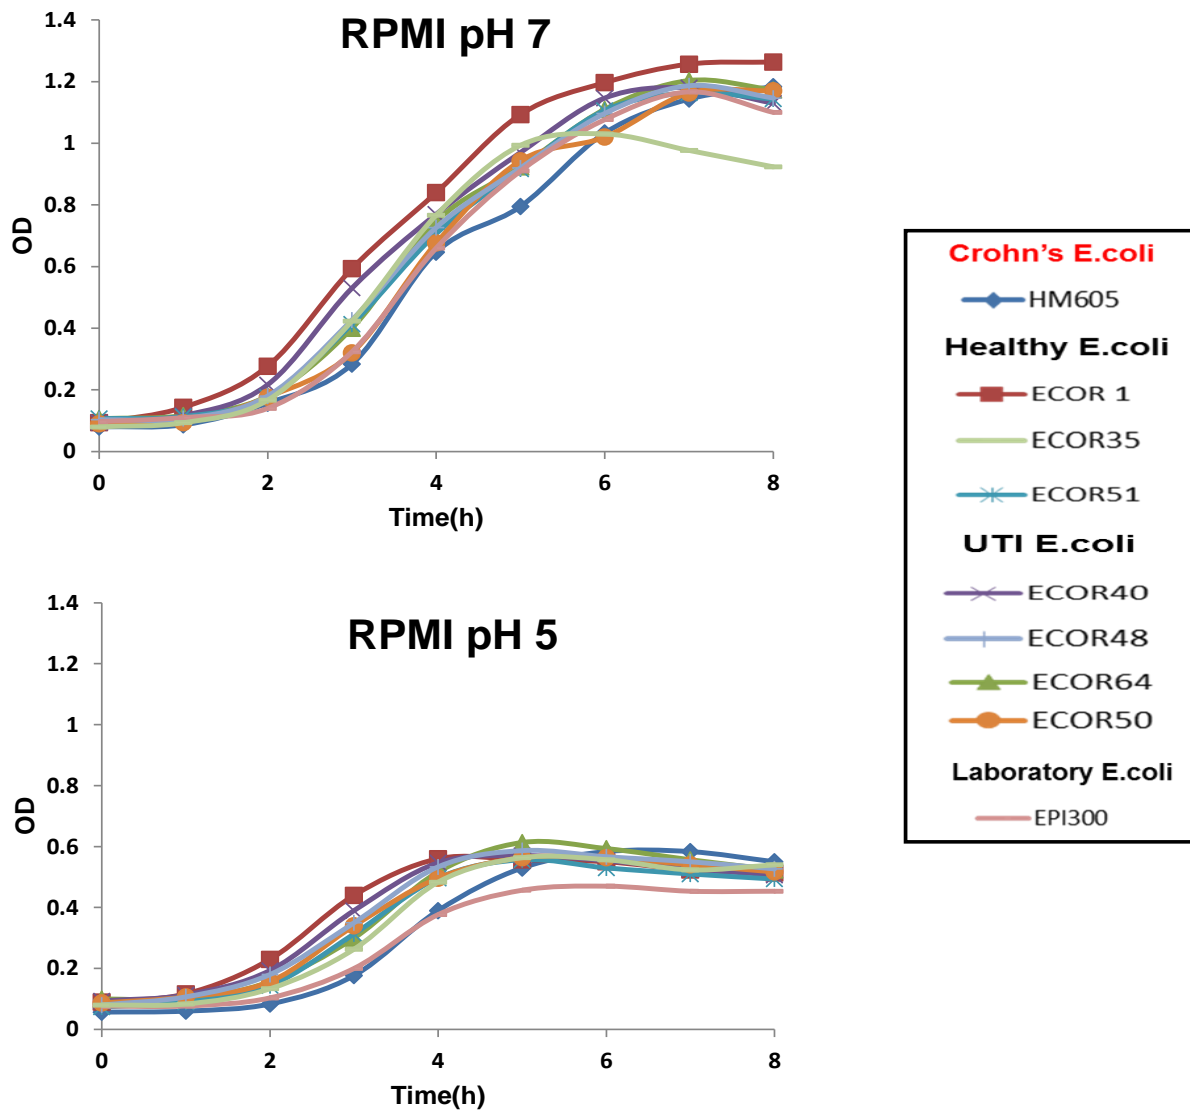 RPMI pH 7
1.4
1.2
1
0.8
0.6
0.4
0.2
0
OD
0 2 4 6 8
Time(h)
RPMI pH 5
1.4
1.2
1
0.8
0.6
0.4
0.2
0
OD
0 2 4 6 8
Time(h)
Crohn’s E.coli
HM605
Healthy E.coli
ECOR 1
ECOR35
ECOR51
UTI E.coli
ECOR40
ECOR48
ECOR64
ECOR50
Laboratory E.coli
EPI300